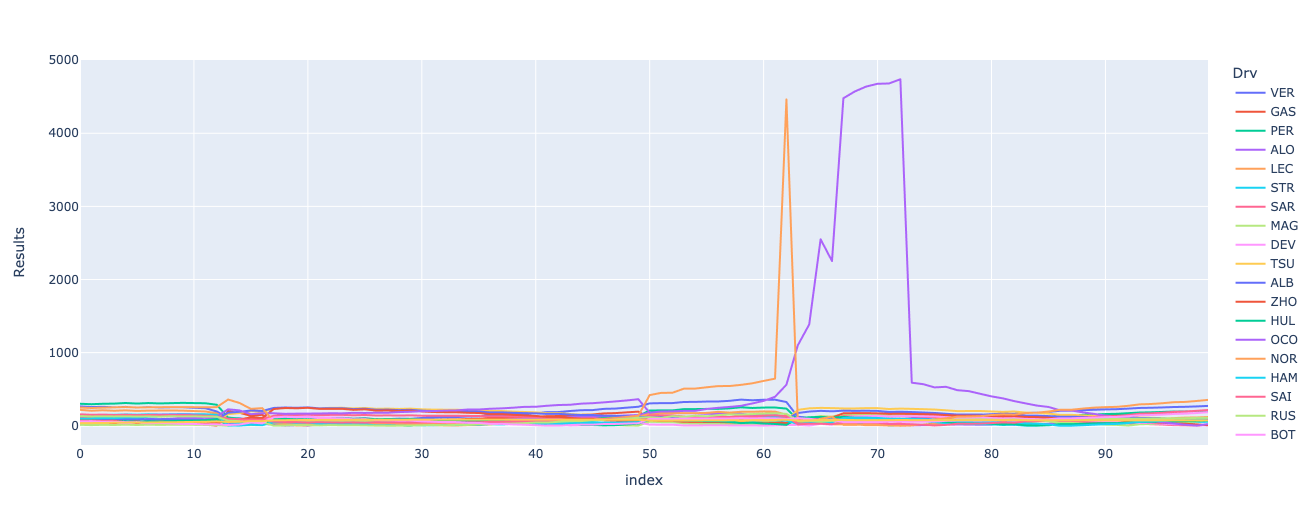 5000
4000
3000
2000
1000
0
Results
0 10 20 30 40 50 60 70 80 90
index
Drv
VER
GAS
PER
ALO
LEC
STR
SAR
MAG
DEV
TSU
ALB
ZHO
HUL
OCO
NOR
HAM
SAI
RUS
BOT